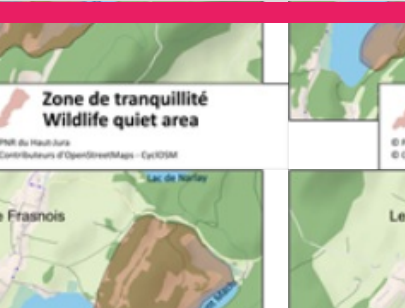 Zone de tranquillité
Wildlife quiet area
PNR du Haut-Jura
Contributeurs d'OpenStreetMaps - CyclOSM
Lac de Narlay
Frasnois
Le